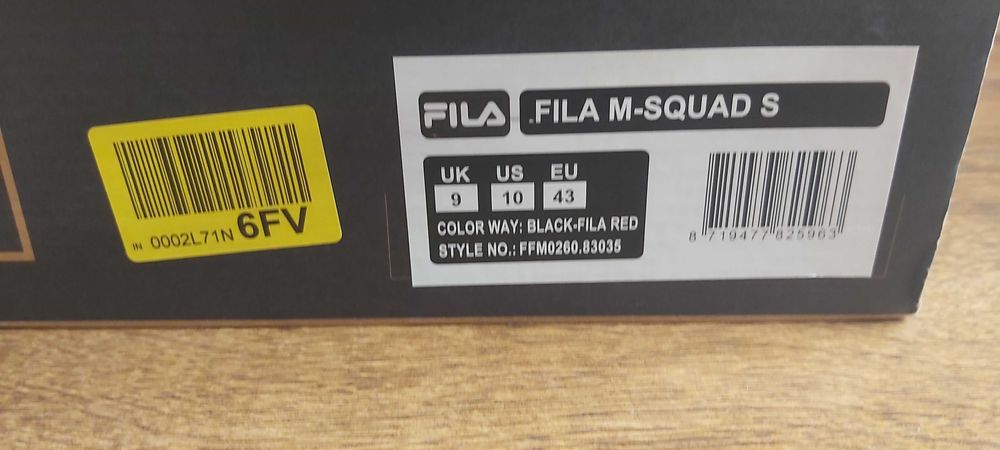 IN 0002L71N 6FV
FILA
.FILA M-SQUAD S
UK US EU
9 10 43
COLOR WAY: BLACK-FILA RED
STYLE NO.: FFM0260.83035
8 719477 825963